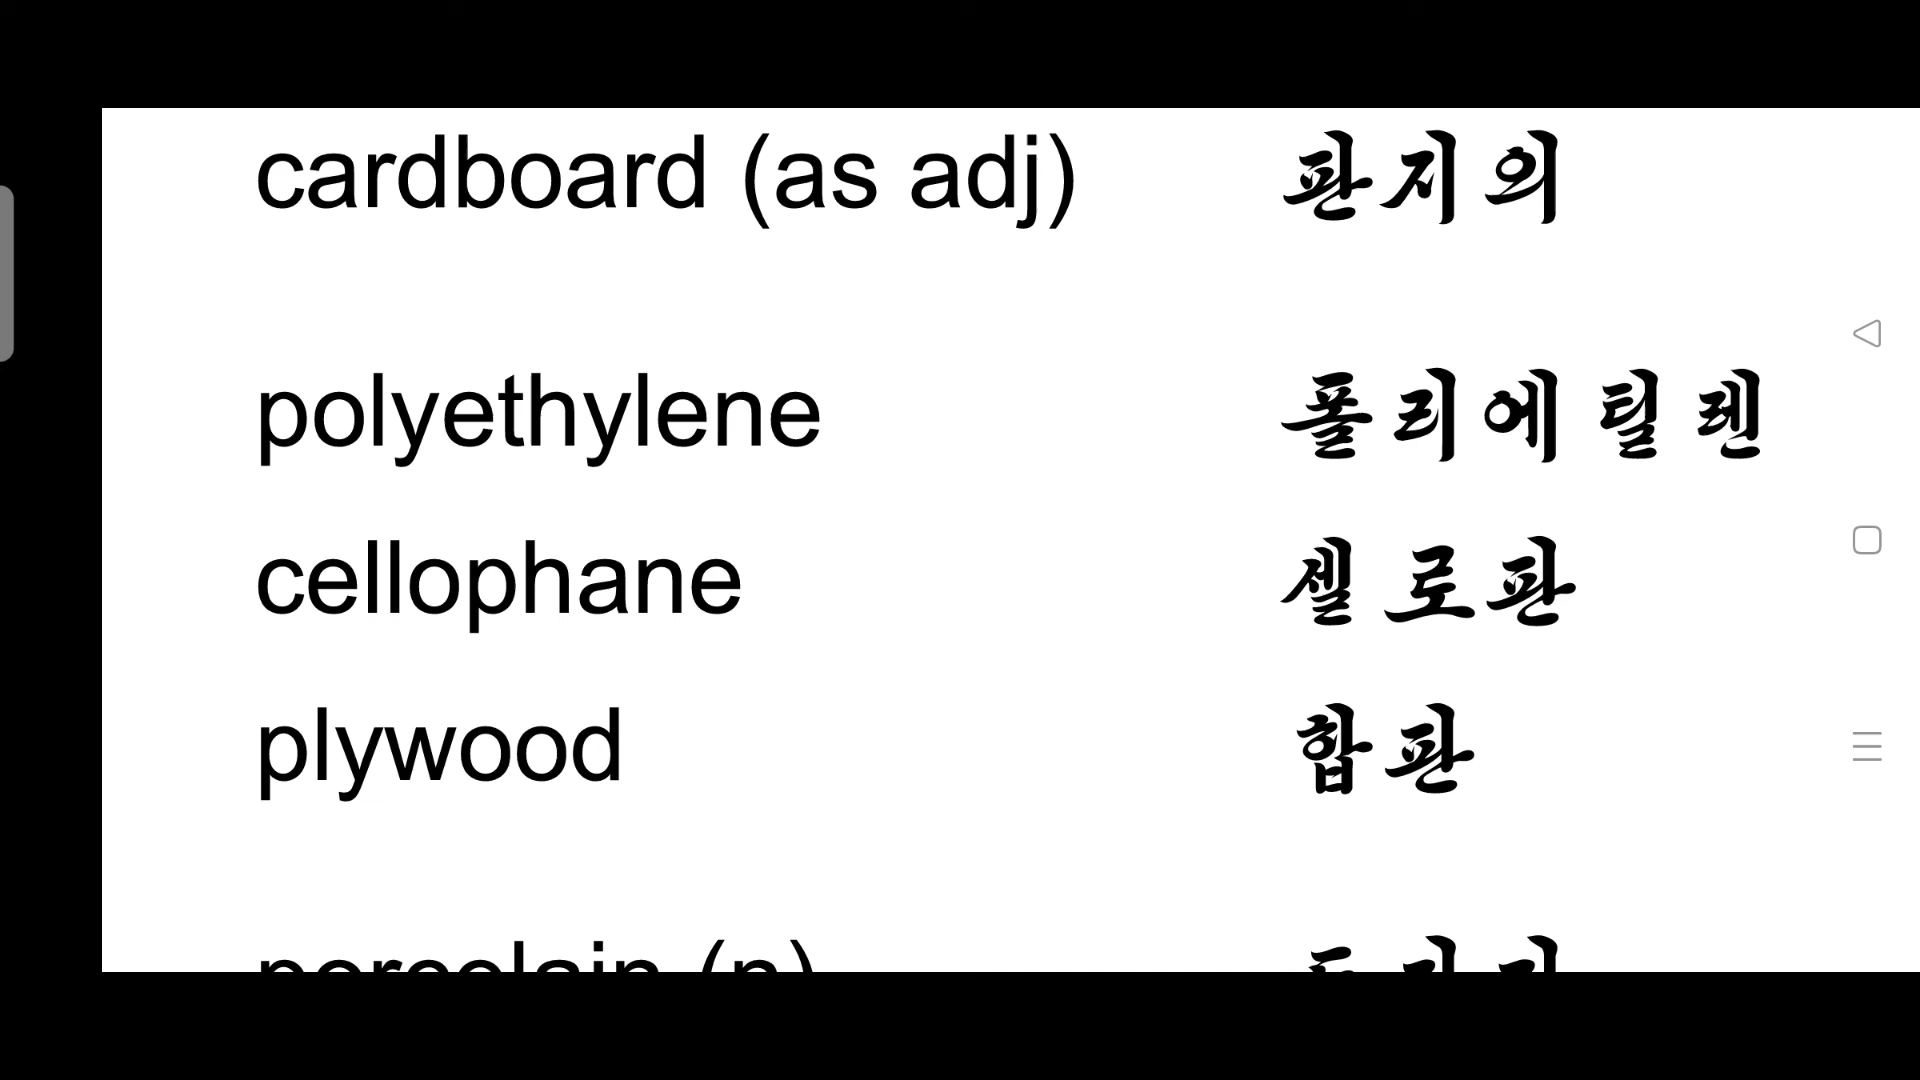 cardboard (as adj) 판지의
polyethylene 폴리에틸렌
cellophane 셀로판
plywood 합판
porcelain (n)